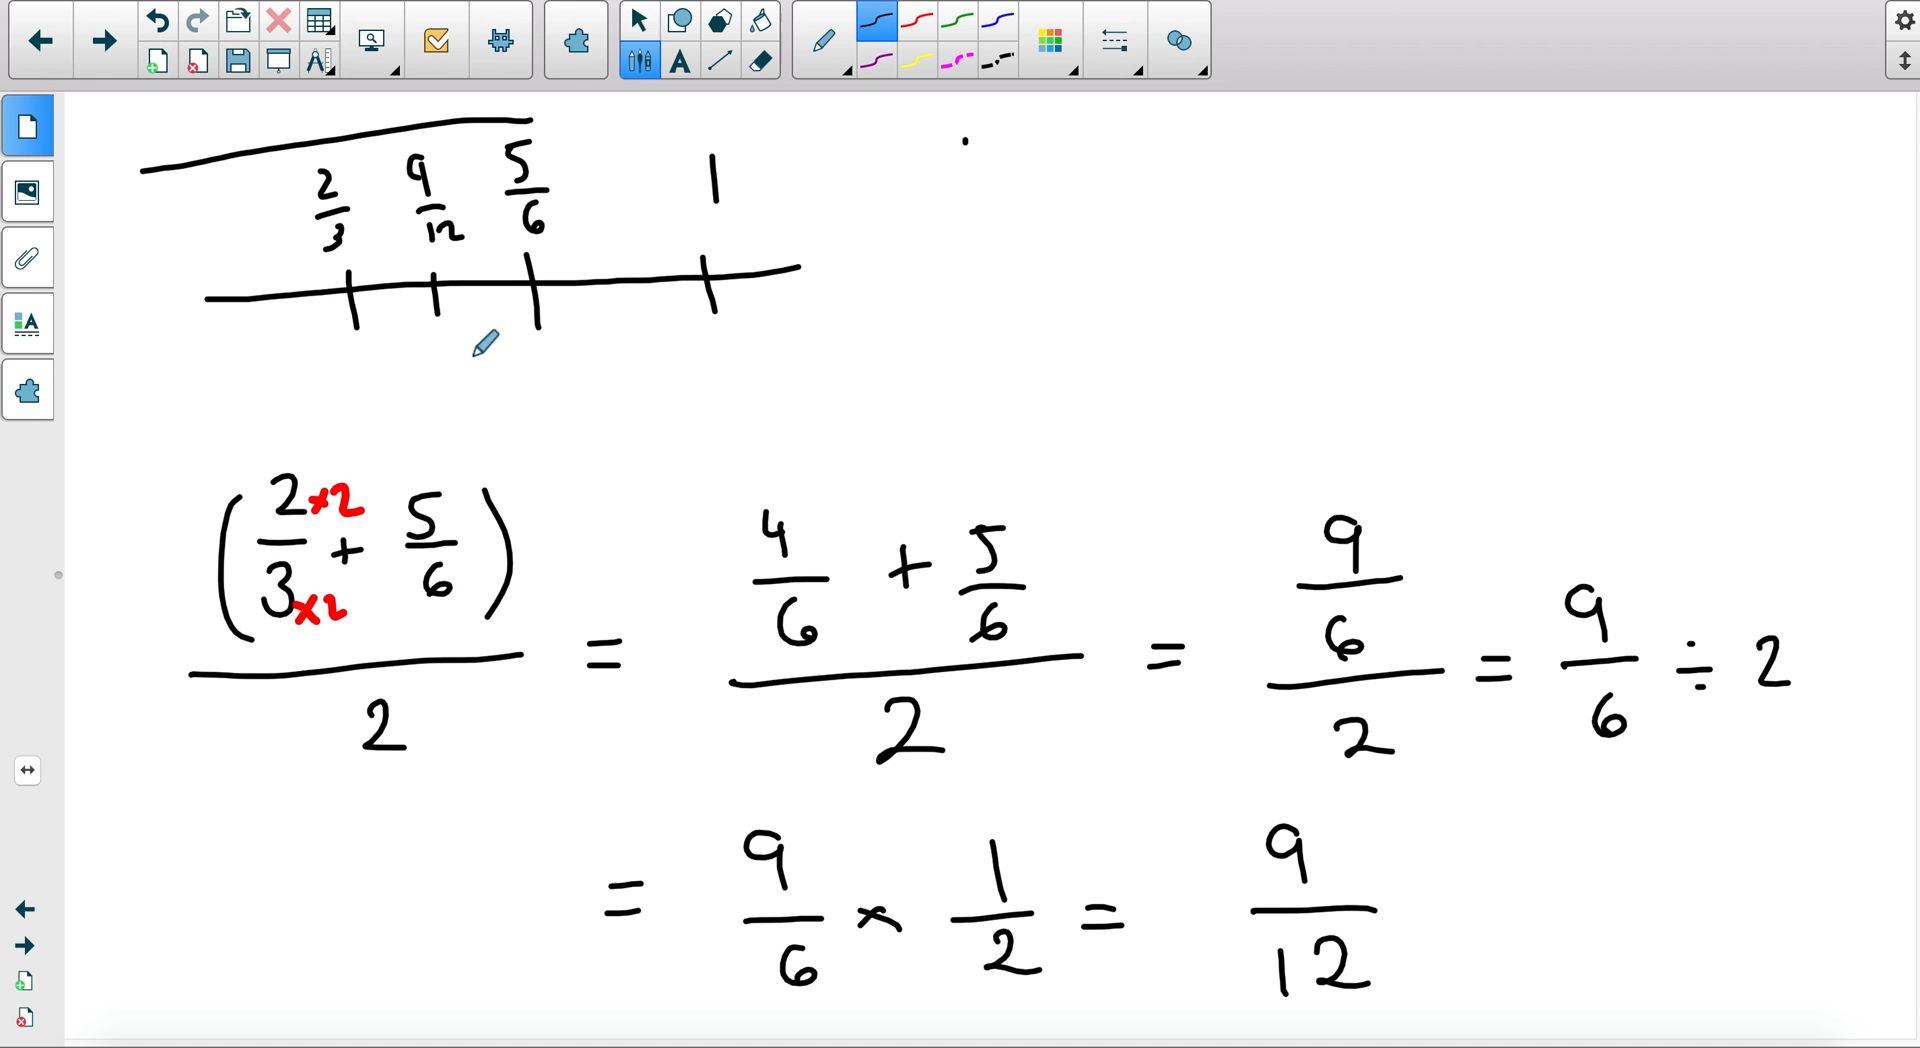 2/3 9/12 5/6 1
((2×2)/(3×2) + 5/6)/2 = (4/6 + 5/6)/2 = (9/6)/2 = 9/6 ÷ 2
= 9/6 × 1/2 = 9/12